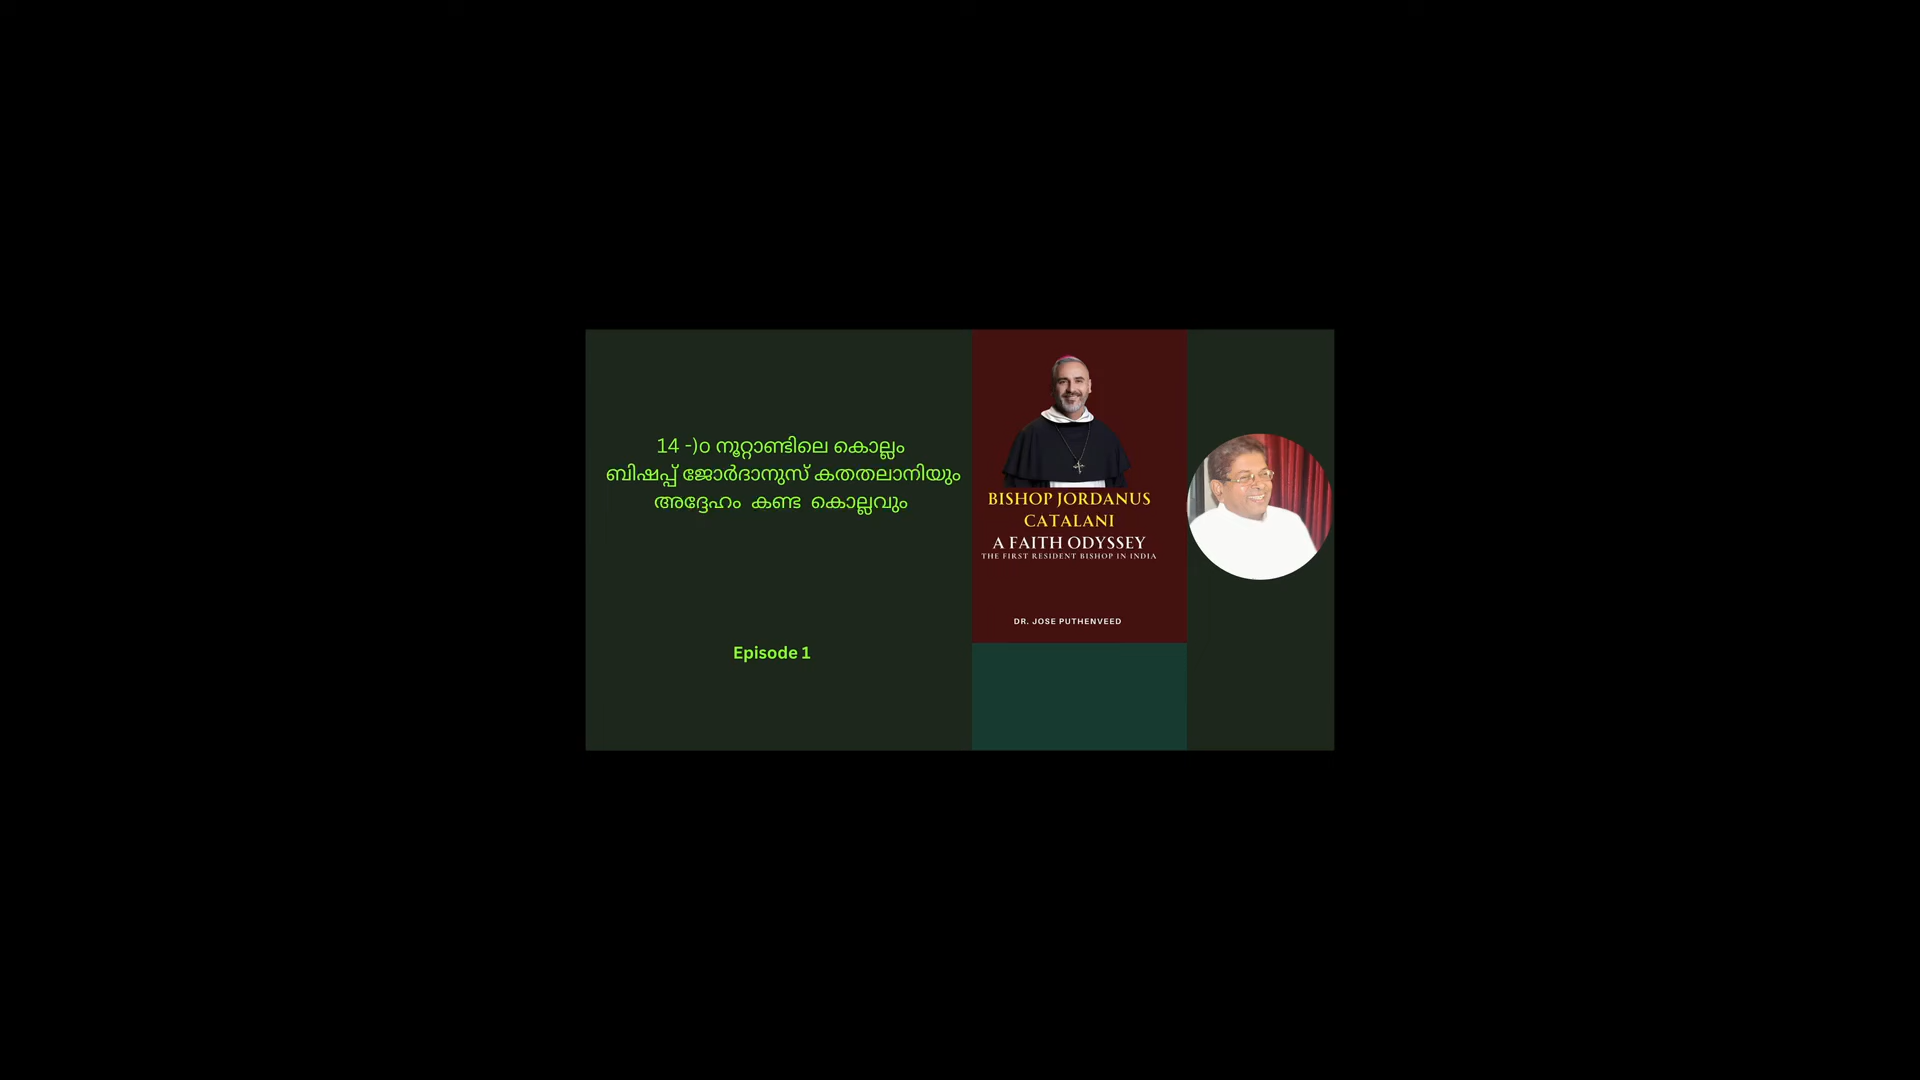 14 -)o നൂറ്റാണ്ടിലെ കൊല്ലം
ബിഷപ്പ് ജോർദാനുസ് കതതലാനിയും
അദ്ദേഹം കണ്ട കൊല്ലവും
Episode 1
BISHOP JORDANUS
CATALANI
A FAITH ODYSSEY
THE FIRST RESIDENT BISHOP IN INDIA
DR. JOSE PUTHENVEED